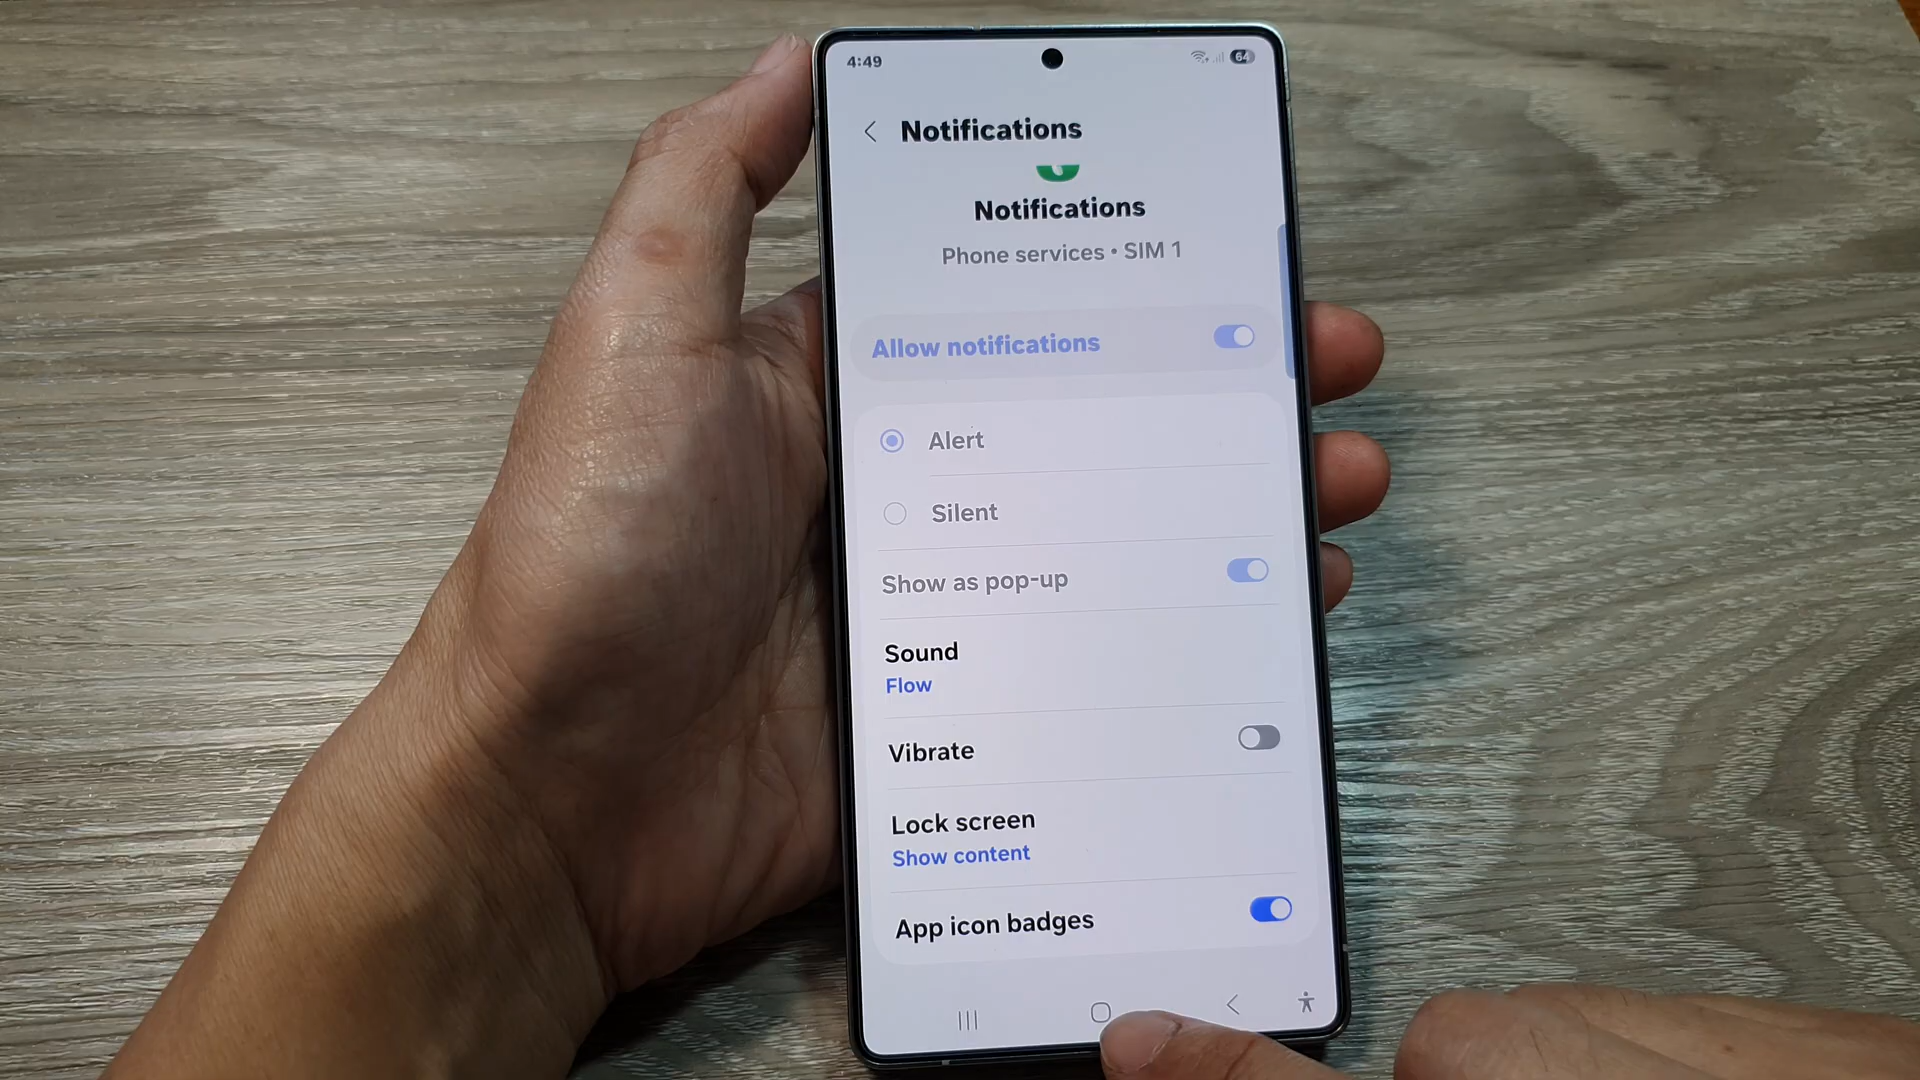 4:49
64
Notifications
Notifications
Phone services • SIM 1
Allow notifications
Alert
Silent
Show as pop-up
Sound
Flow
Vibrate
Lock screen
Show content
App icon badges